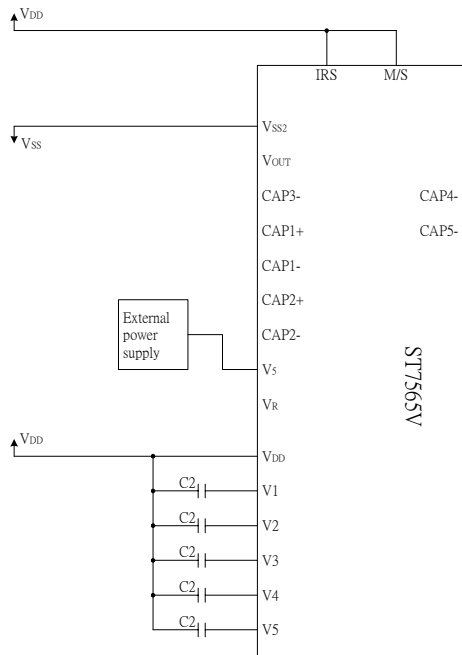 VDD
IRS M/S
VSS
VSS2
VOUT
CAP3- CAP4-
CAP1+ CAP5-
CAP1-
CAP2+
External
power
supply
CAP2-
V5
ST7565V
VR
VDD
VDD
C2 V1
C2 V2
C2 V3
C2 V4
C2 V5